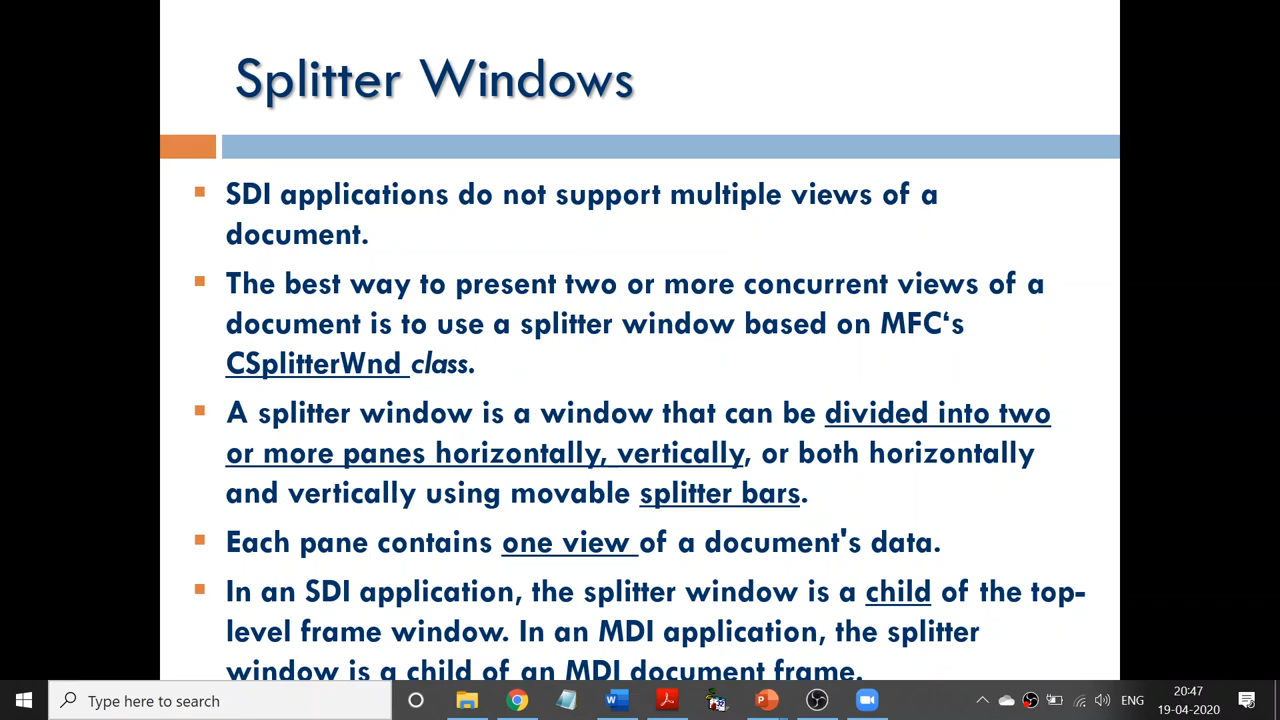 Splitter Windows
SDI applications do not support multiple views of a
document.
The best way to present two or more concurrent views of a
document is to use a splitter window based on MFC‘s
CSplitterWnd class.
A splitter window is a window that can be divided into two
or more panes horizontally, vertically, or both horizontally
and vertically using movable splitter bars.
Each pane contains one view of a document's data.
In an SDI application, the splitter window is a child of the top-
level frame window. In an MDI application, the splitter
window is a child of an MDI document frame.
Type here to search
ENG
20:47
19-04-2020